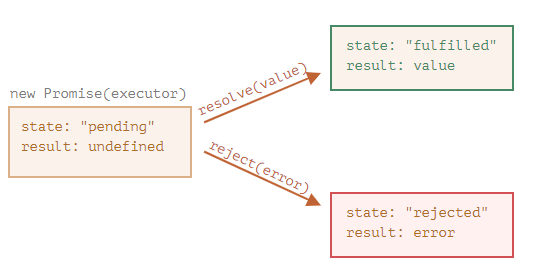 new Promise(executor)
state: "pending"
result: undefined
resolve(value)
reject(error)
state: "fulfilled"
result: value
state: "rejected"
result: error